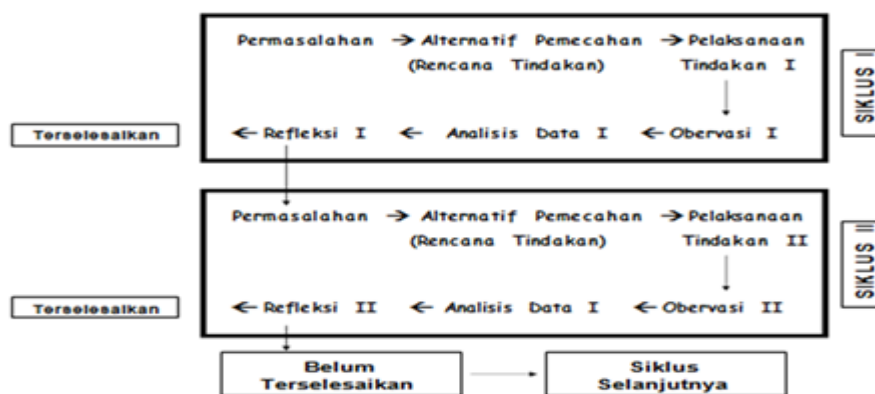 Permasalahan → Alternatif Pemecahan → Pelaksanaan
(Rencana Tindakan) Tindakan I
SIKLUS I
Terselesaikan
← Refleksi I ← Analisis Data I ← Obervasi I
Permasalahan → Alternatif Pemecahan → Pelaksanaan
(Rencana Tindakan) Tindakan II
SIKLUS II
Terselesaikan
← Refleksi II ← Analisis Data I ← Obervasi II
Belum
Terselesaikan
Siklus
Selanjutnya